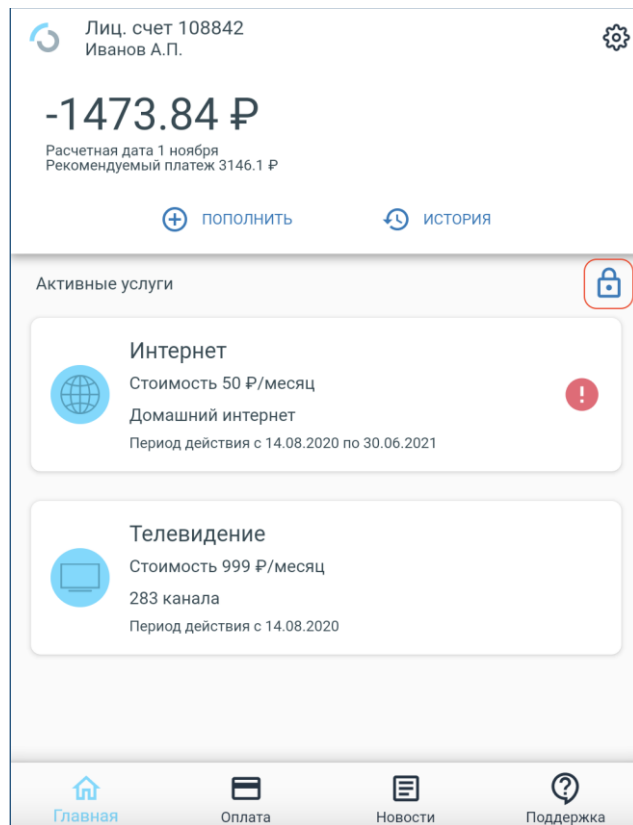 Лиц. счет 108842
Иванов А.П.
-1473.84 ₽
Расчетная дата 1 ноября
Рекомендуемый платеж 3146.1 ₽
ПОПОЛНИТЬ ИСТОРИЯ
Активные услуги
Интернет
Стоимость 50 ₽/месяц
Домашний интернет
Период действия с 14.08.2020 по 30.06.2021
Телевидение
Стоимость 999 ₽/месяц
283 канала
Период действия с 14.08.2020
Главная Оплата Новости Поддержка